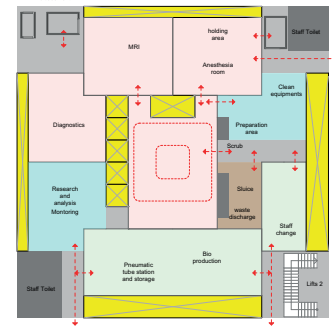 holding
area
Staff Toilet
MRI
Anesthesia
room
Clean
equipments
Diagnostics
Preparation
area
Scrub
Research
and
analysis
Montoring
Sluice
waste
discharge
Staff
change
Bio
production
Pneumatic
tube station
and storage
Staff Toilet
Lifts 2